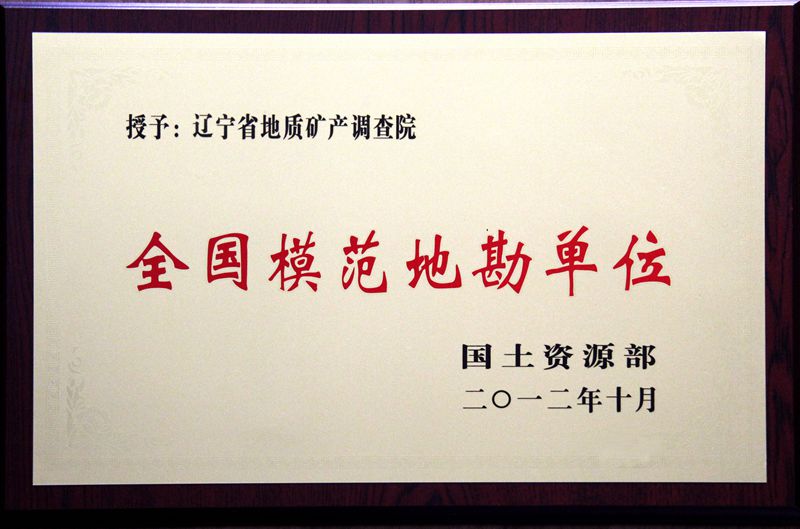 授予：辽宁省地质矿产调查院
全国模范地勘单位
国土资源部
二〇一二年十月